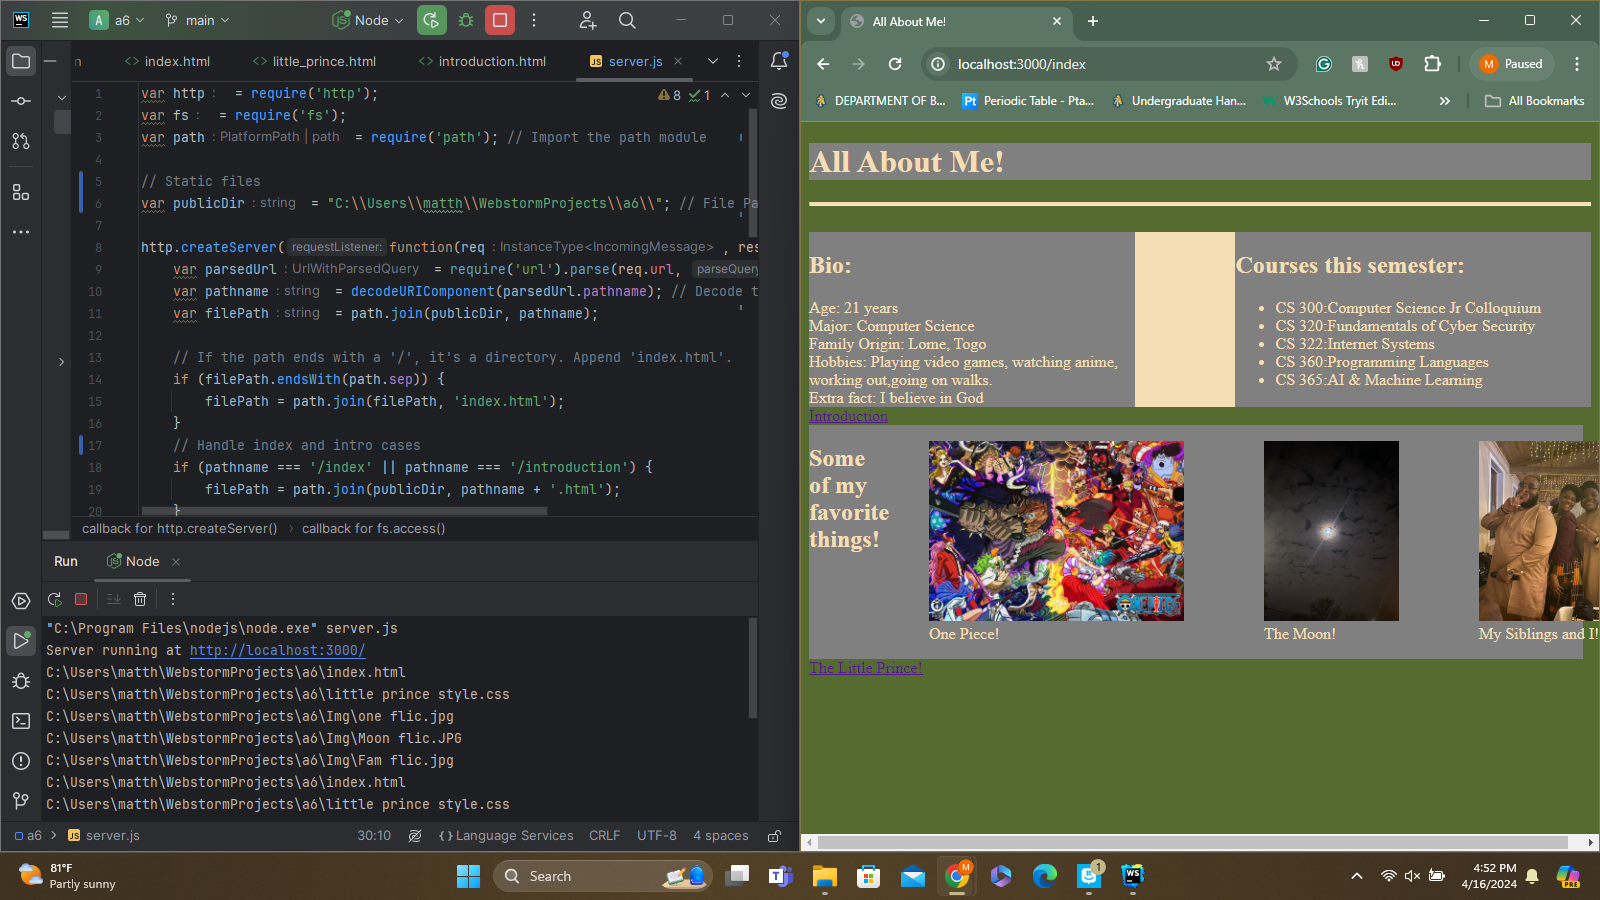 WS
A a6
main
Node
n
index.html
little_prince.html
introduction.html
JS server.js
8 1
1 var http : = require('http');
2 var fs : = require('fs');
3 var path : PlatformPath | path = require('path'); // Import the path module
4
5 // Static files
6 var publicDir : string = "C:\\Users\\matth\\WebstormProjects\\a6\\"; // File Pa
7
8 http.createServer( requestListener: function(req : InstanceType<IncomingMessage> , res
9 var parsedUrl : UrlWithParsedQuery = require('url').parse(req.url, parseQuery
10 var pathname : string = decodeURIComponent(parsedUrl.pathname); // Decode t
11 var filePath : string = path.join(publicDir, pathname);
12
13 // If the path ends with a '/', it's a directory. Append 'index.html'.
14 if (filePath.endsWith(path.sep)) {
15 filePath = path.join(filePath, 'index.html');
16 }
17 // Handle index and intro cases
18 if (pathname === '/index' || pathname === '/introduction') {
19 filePath = path.join(publicDir, pathname + '.html');
20 }
callback for http.createServer() › callback for fs.access()
Run Node
"C:\Program Files\nodejs\node.exe" server.js
Server running at http://localhost:3000/
C:\Users\matth\WebstormProjects\a6\index.html
C:\Users\matth\WebstormProjects\a6\little prince style.css
C:\Users\matth\WebstormProjects\a6\Img\one flic.jpg
C:\Users\matth\WebstormProjects\a6\Img\Moon flic.JPG
C:\Users\matth\WebstormProjects\a6\Img\Fam flic.jpg
C:\Users\matth\WebstormProjects\a6\index.html
C:\Users\matth\WebstormProjects\a6\little prince style.css
a6 › JS server.js
30:10 Language Services CRLF UTF-8 4 spaces
All About Me!
localhost:3000/index
M Paused
DEPARTMENT OF B...
Pt Periodic Table - Pta...
Undergraduate Han...
W3Schools Tryit Edi...
»
All Bookmarks
All About Me!
Bio:
Age: 21 years
Major: Computer Science
Family Origin: Lome, Togo
Hobbies: Playing video games, watching anime,
working out,going on walks.
Extra fact: I believe in God
Courses this semester:
CS 300:Computer Science Jr Colloquium
CS 320:Fundamentals of Cyber Security
CS 322:Internet Systems
CS 360:Programming Languages
CS 365:AI & Machine Learning
Introduction
Some
of my
favorite
things!
ONE PIECE
One Piece!
The Moon!
My Siblings and I!
The Little Prince!
81°F
Partly sunny
Search
M
1
WS
4:52 PM
4/16/2024
PRE